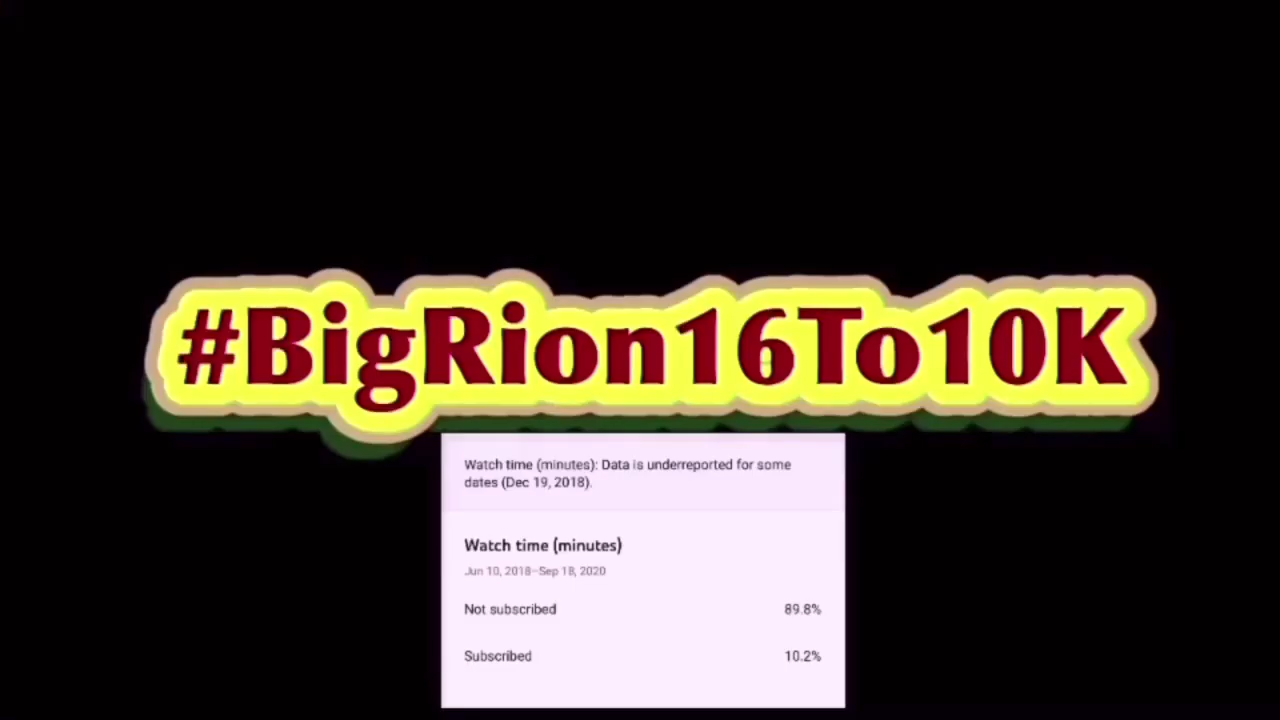 #BigRion16To10K
Watch time (minutes): Data is underreported for some
dates (Dec 19, 2018).
Watch time (minutes)
Jun 10, 2018–Sep 18, 2020
Not subscribed 89.8%
Subscribed 10.2%